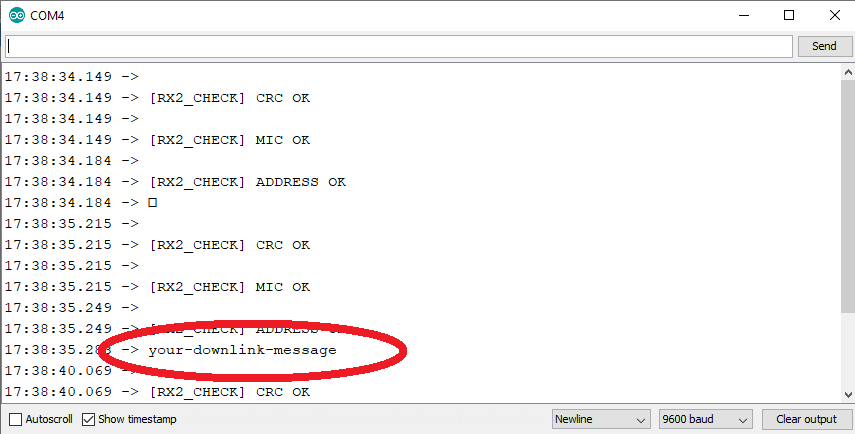 COM4
Send
17:38:34.149 ->
17:38:34.149 -> [RX2_CHECK] CRC OK
17:38:34.149 ->
17:38:34.149 -> [RX2_CHECK] MIC OK
17:38:34.184 ->
17:38:34.184 -> [RX2_CHECK] ADDRESS OK
17:38:34.184 -> □
17:38:35.215 ->
17:38:35.215 -> [RX2_CHECK] CRC OK
17:38:35.215 ->
17:38:35.215 -> [RX2_CHECK] MIC OK
17:38:35.249 ->
17:38:35.249 -> [RX2_CHECK] ADDRESS
17:38:35.283 -> your-downlink-message
17:38:40.069 ->
17:38:40.069 -> [RX2_CHECK] CRC OK
Autoscroll Show timestamp Newline 9600 baud Clear output